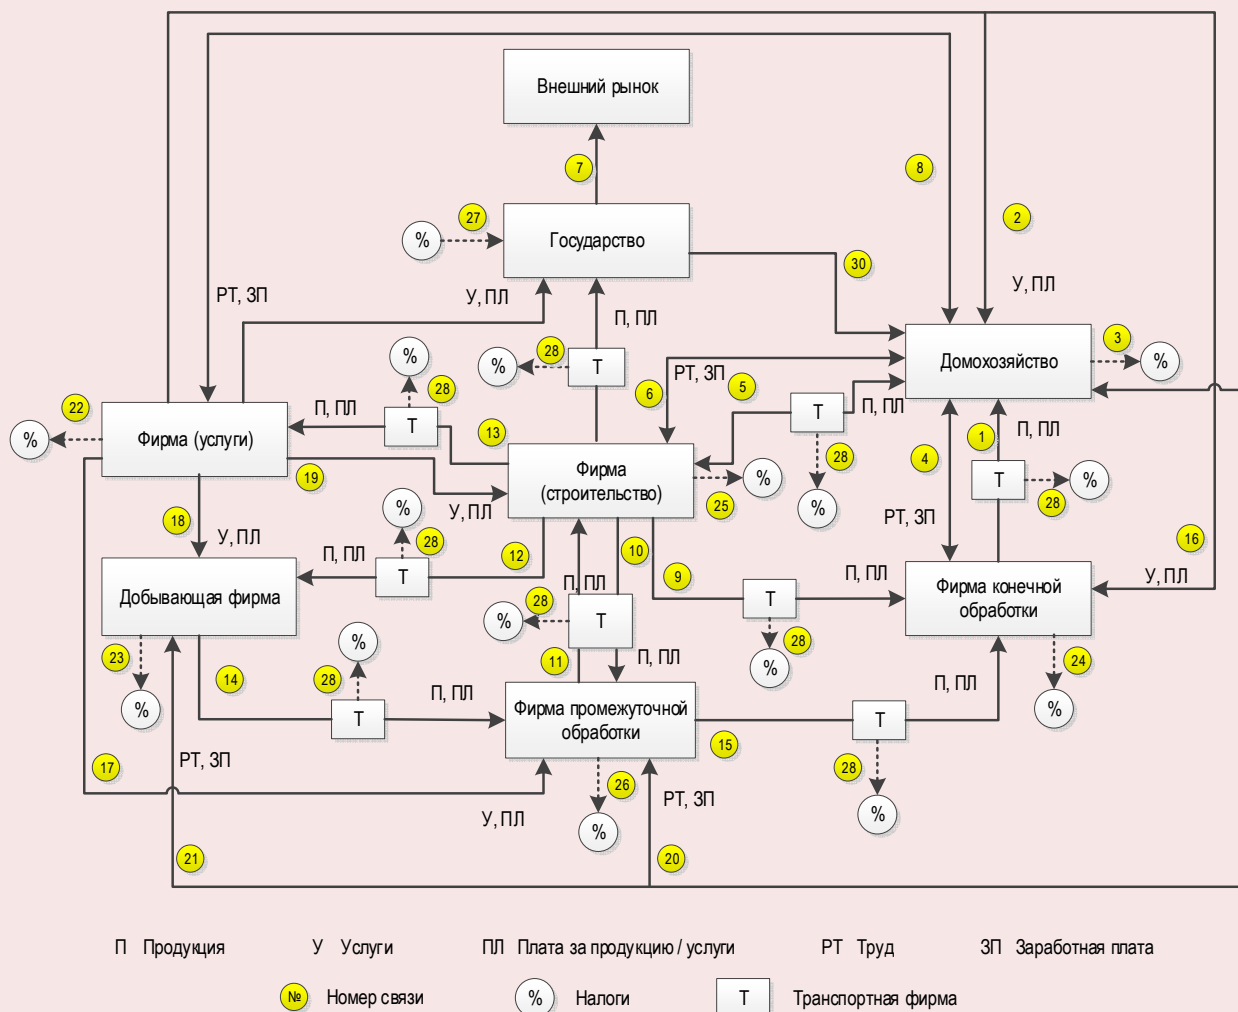 Внешний рынок
7
8
2
27
%
Государство
30
РТ, ЗП
У, ПЛ
П, ПЛ
У, ПЛ
Домохозяйство
3
%
%
28
%
28
Т
РТ, ЗП
6
5
Т
П, ПЛ
22
%
Фирма (услуги)
П, ПЛ
Т
13
Фирма
(строительство)
28
%
25
%
4
1
П, ПЛ
Т
28
%
19
У, ПЛ
18
У, ПЛ
%
28
П, ПЛ
Т
12
10
9
РТ, ЗП
16
У, ПЛ
Добывающая фирма
П, ПЛ
28
%
Т
Т
П, ПЛ
28
%
Фирма конечной
обработки
23
%
14
%
28
Т
П, ПЛ
11
П, ПЛ
Фирма промежуточной
обработки
15
Т
П, ПЛ
28
%
24
%
17
РТ, ЗП
У, ПЛ
26
%
РТ, ЗП
21
20
П Продукция
У Услуги
ПЛ Плата за продукцию / услуги
РТ Труд
ЗП Заработная плата
№ Номер связи
% Налоги
Т Транспортная фирма